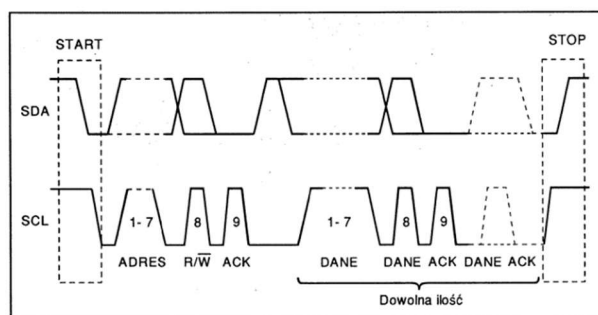 START STOP
SDA
SCL 1-7 8 9 1-7 8 9
ADRES R/W̅ ACK DANE DANE ACK DANE ACK
Dowolna ilość